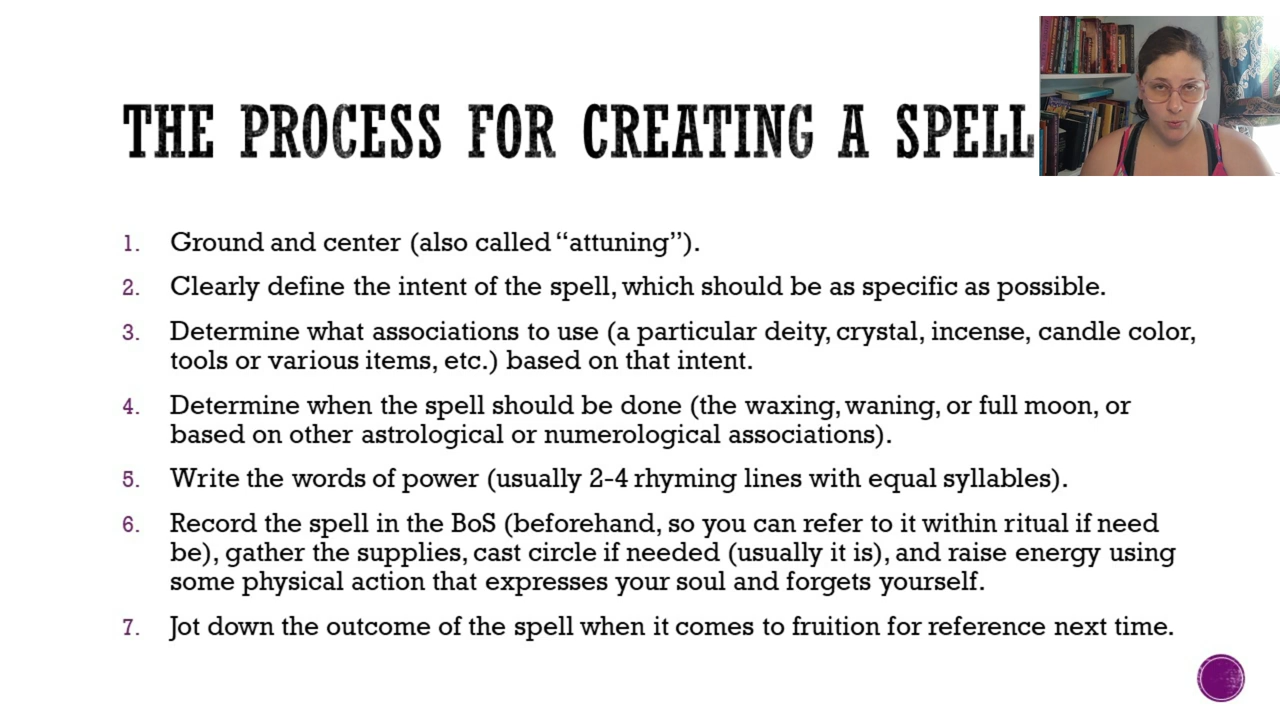 THE PROCESS FOR CREATING A SPELL
1. Ground and center (also called “attuning”).
2. Clearly define the intent of the spell, which should be as specific as possible.
3. Determine what associations to use (a particular deity, crystal, incense, candle color,
tools or various items, etc.) based on that intent.
4. Determine when the spell should be done (the waxing, waning, or full moon, or
based on other astrological or numerological associations).
5. Write the words of power (usually 2-4 rhyming lines with equal syllables).
6. Record the spell in the BoS (beforehand, so you can refer to it within ritual if need
be), gather the supplies, cast circle if needed (usually it is), and raise energy using
some physical action that expresses your soul and forgets yourself.
7. Jot down the outcome of the spell when it comes to fruition for reference next time.